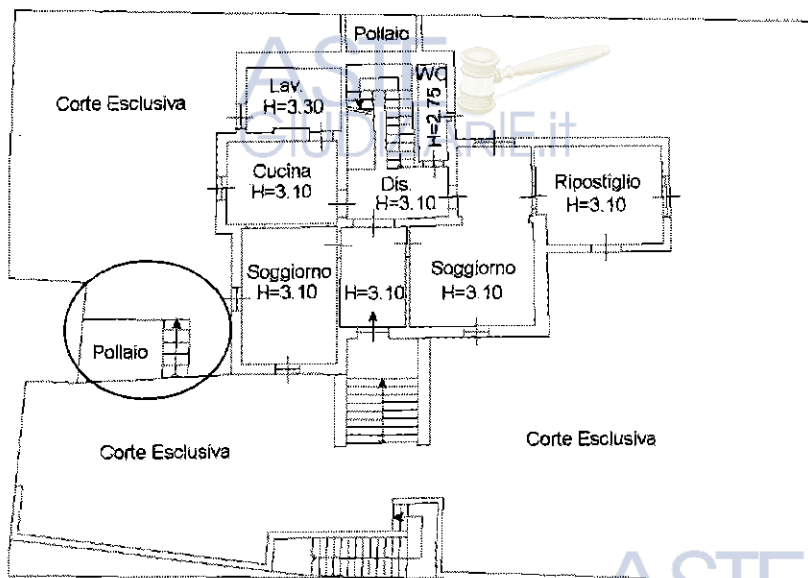 Pollaio
ASTE
GIUDIZIARIE.it
WC
H=2.75
Lav.
H=3.30
Corte Esclusiva
Cucina
H=3.10
Dis.
H=3.10
Ripostiglio
H=3.10
Soggiorno
H=3.10
H=3.10
Soggiorno
H=3.10
Pollaio
Corte Esclusiva
Corte Esclusiva
ASTE